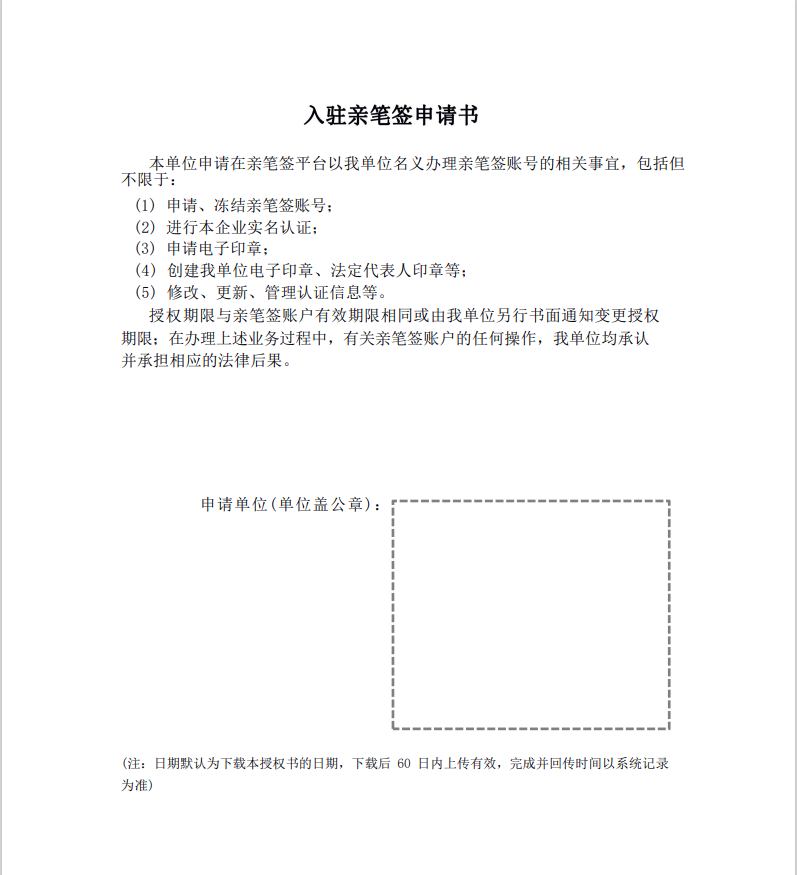 入驻亲笔签申请书
本单位申请在亲笔签平台以我单位名义办理亲笔签账号的相关事宜，包括但
不限于：
(1) 申请、冻结亲笔签账号；
(2) 进行本企业实名认证；
(3) 申请电子印章；
(4) 创建我单位电子印章、法定代表人印章等；
(5) 修改、更新、管理认证信息等。
授权期限与亲笔签账户有效期限相同或由我单位另行书面通知变更授权
期限；在办理上述业务过程中，有关亲笔签账户的任何操作，我单位均承认
并承担相应的法律后果。
申请单位(单位盖公章)：
(注：日期默认为下载本授权书的日期，下载后 60 日内上传有效，完成并回传时间以系统记录
为准)